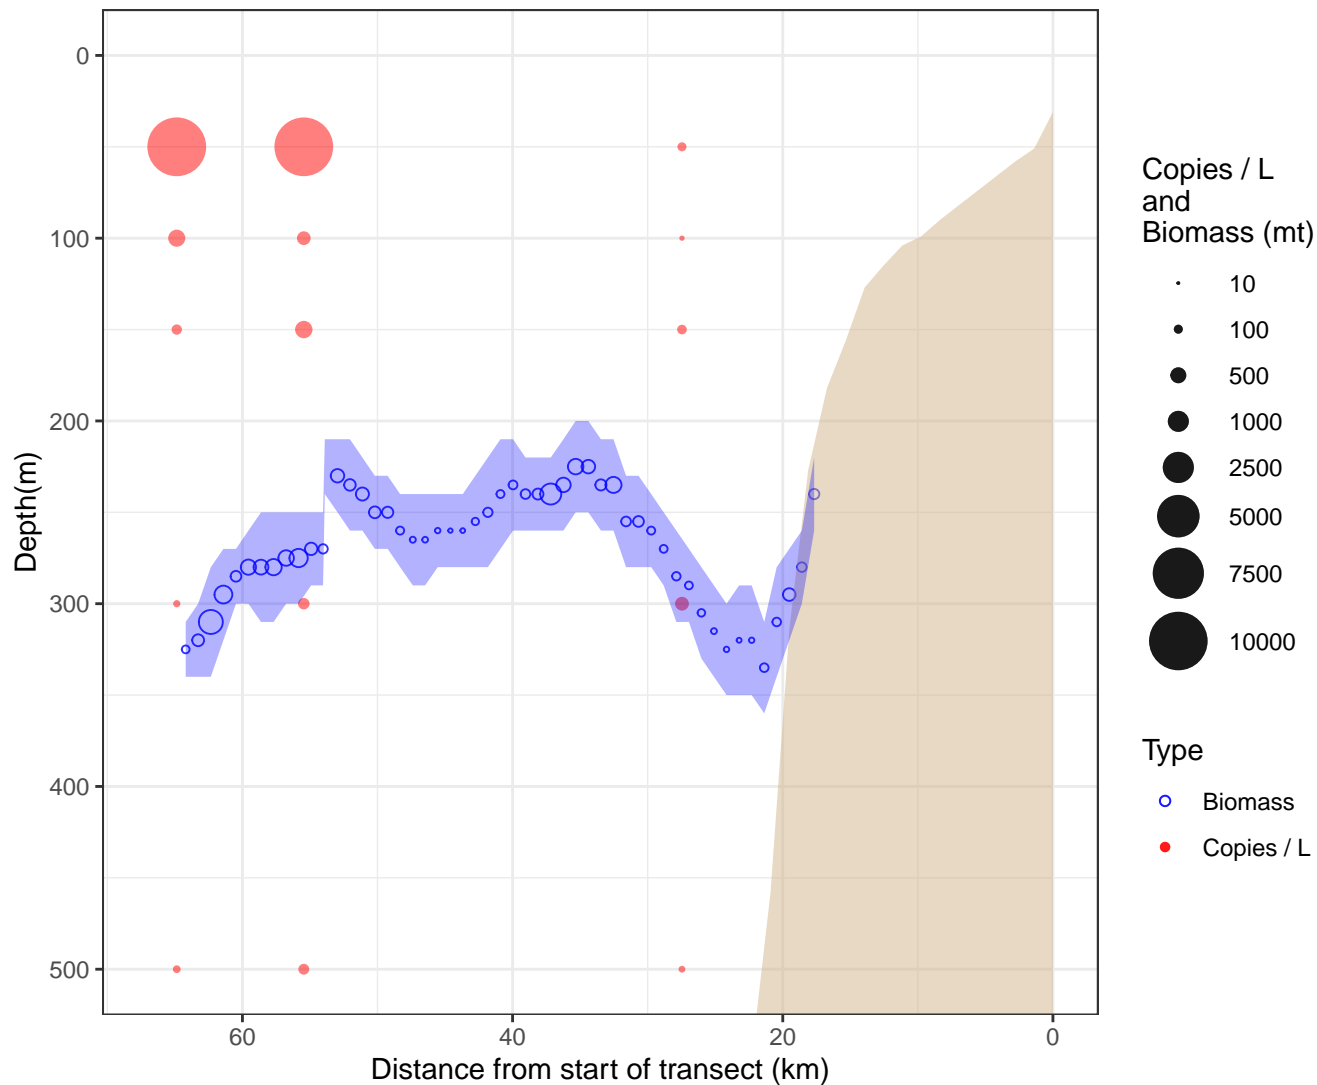 0
100
200
300
400
500
Depth(m)
60
40
20
0
Distance from start of transect (km)
Copies / L
and
Biomass (mt)
10
100
500
1000
2500
5000
7500
10000
Type
Biomass
Copies / L